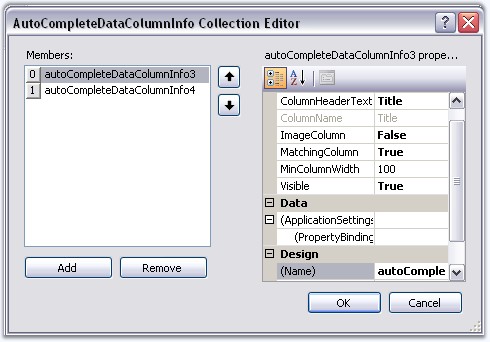 AutoCompleteDataColumnInfo Collection Editor
Members:
0 autoCompleteDataColumnInfo3
1 autoCompleteDataColumnInfo4
Add
Remove
autoCompleteDataColumnInfo3 prope...
ColumnHeaderText Title
ColumnName Title
ImageColumn False
MatchingColumn True
MinColumnWidth 100
Visible True
Data
(ApplicationSettings
(PropertyBinding
Design
(Name) autoComple
OK
Cancel